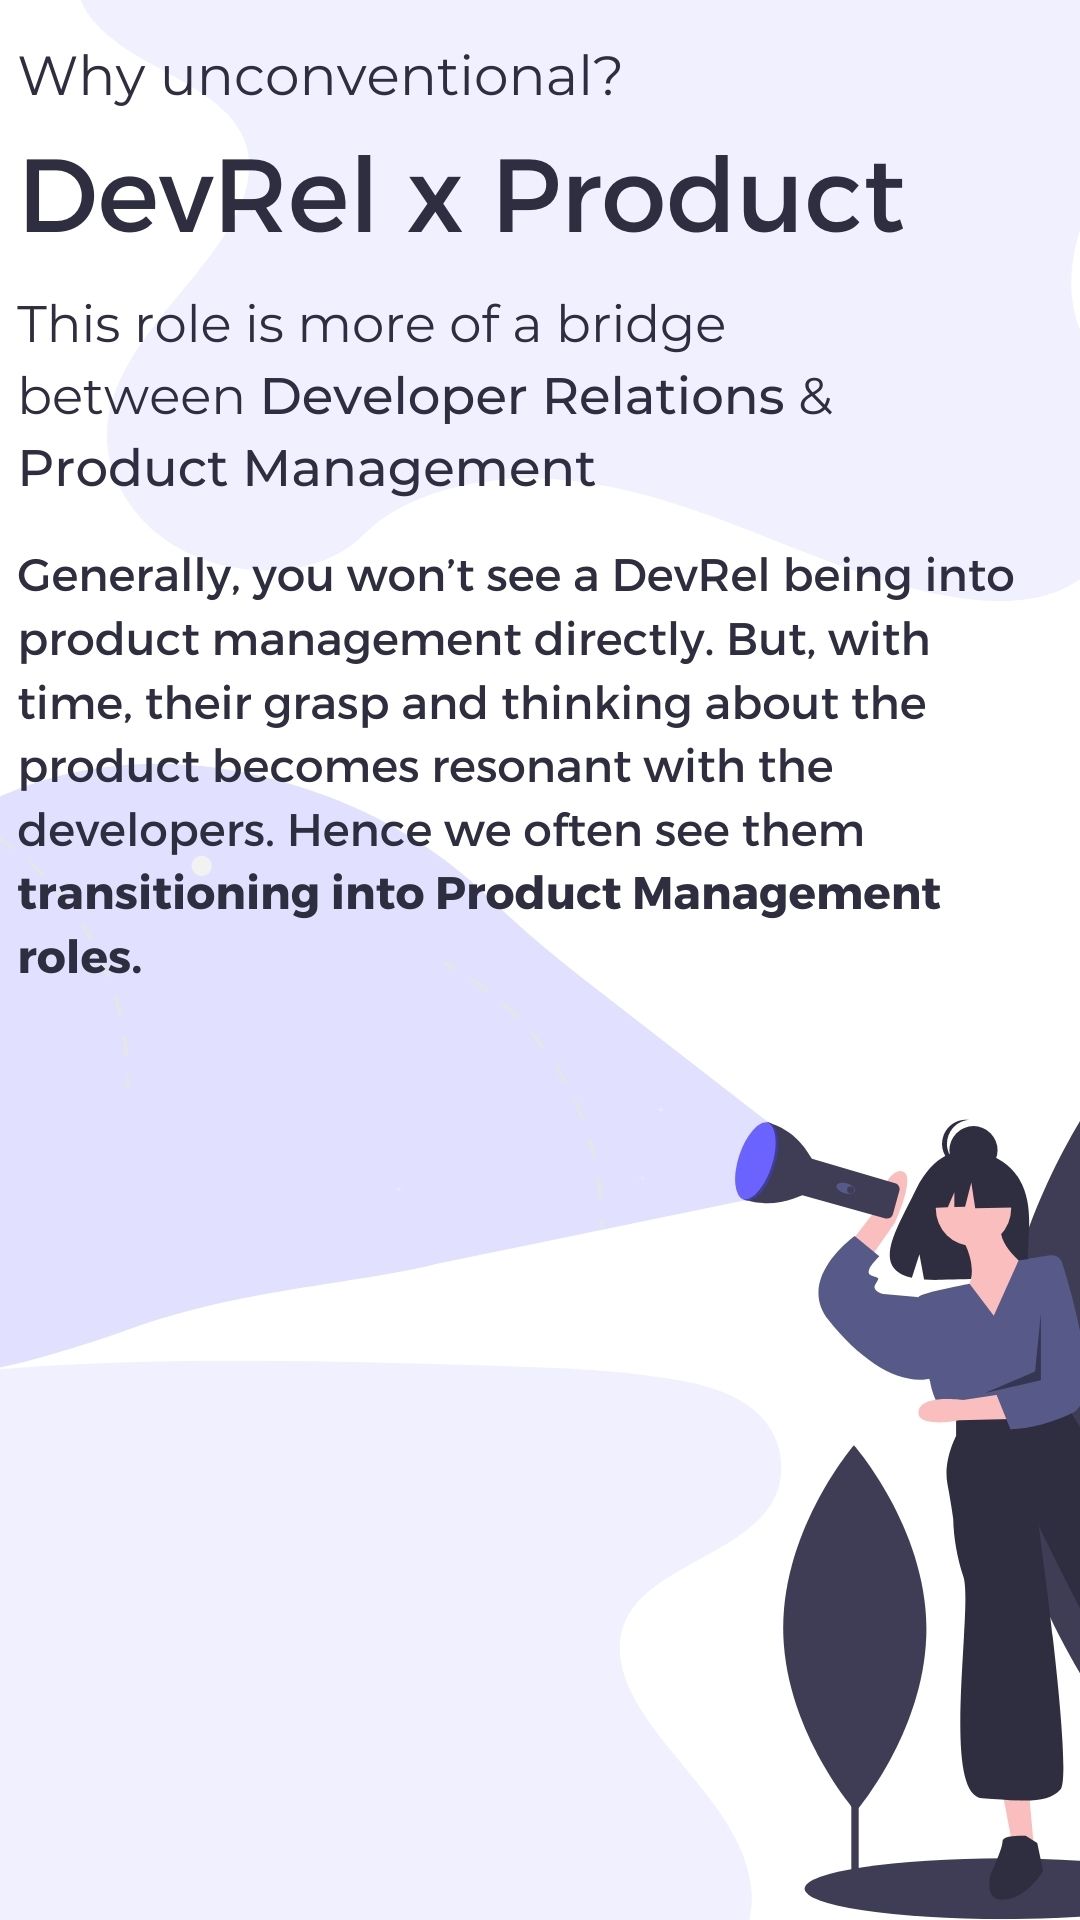 Why unconventional?
DevRel x Product
This role is more of a bridge
between Developer Relations &
Product Management
Generally, you won’t see a DevRel being into
product management directly. But, with
time, their grasp and thinking about the
product becomes resonant with the
developers. Hence we often see them
transitioning into Product Management
roles.